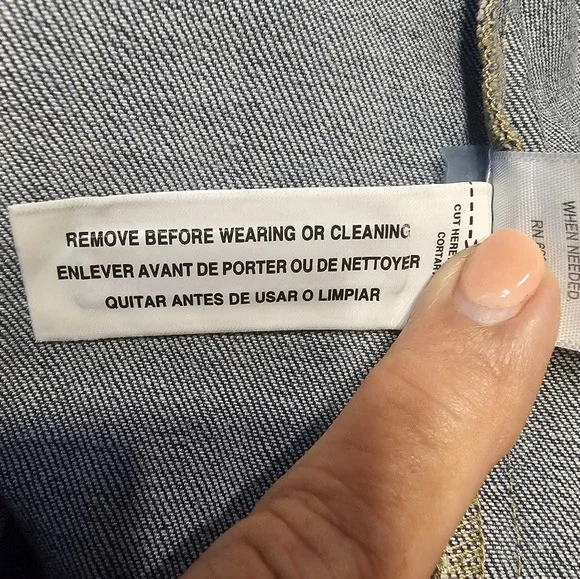 REMOVE BEFORE WEARING OR CLEANING
ENLEVER AVANT DE PORTER OU DE NETTOYER
QUITAR ANTES DE USAR O LIMPIAR
CUT HERE
WHEN NEEDED.
RN